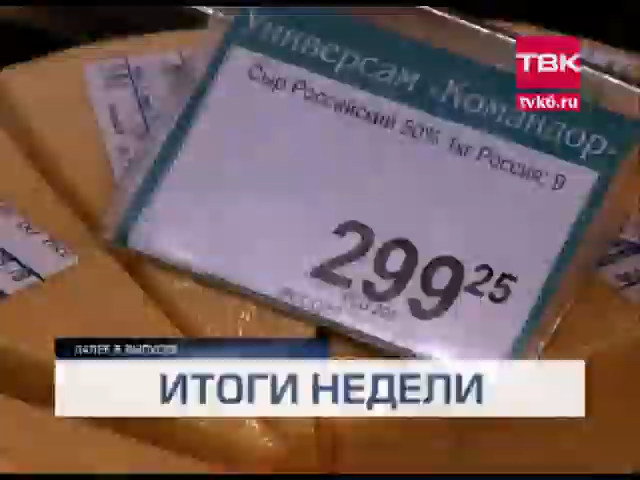 ТВК
tvk6.ru
Универсам «Командор»
Сыр Российский 50% 1кг Россия; В
299 25
ДАЛЕЕ В ВЫПУСКЕ
ИТОГИ НЕДЕЛИ